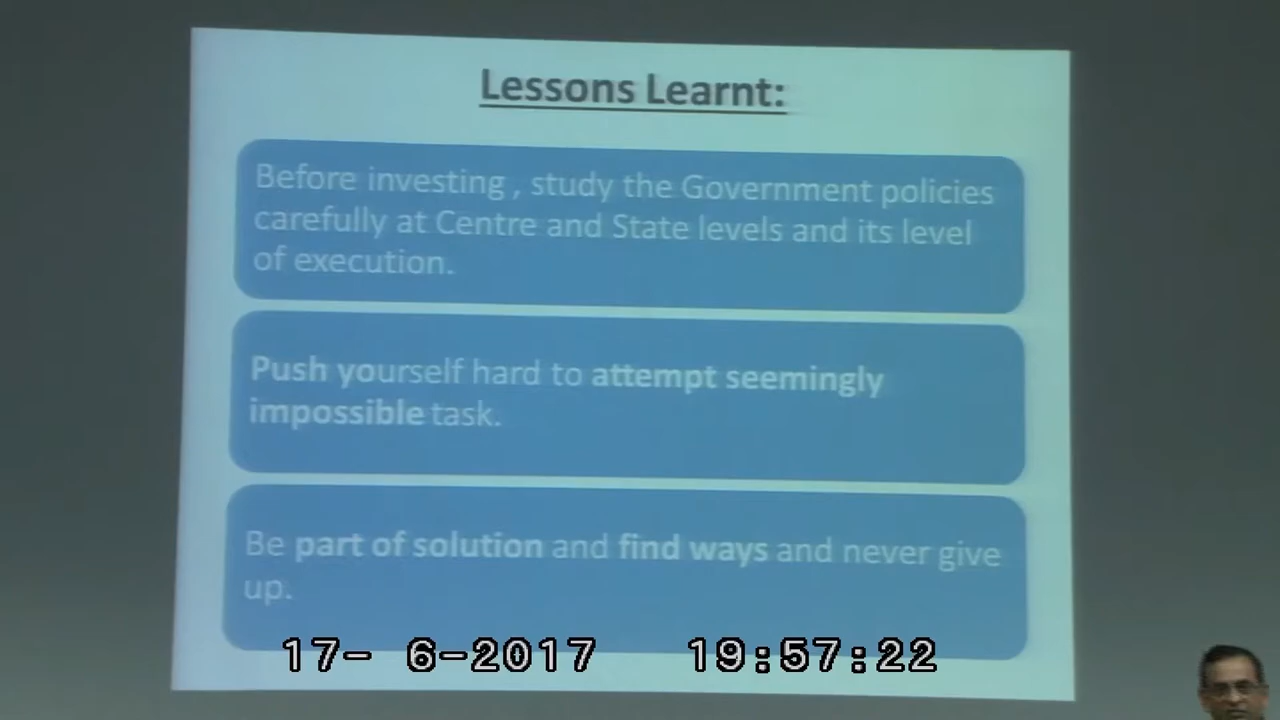 Lessons Learnt:
Before investing , study the Government policies
carefully at Centre and State levels and its level
of execution.
Push yourself hard to attempt seemingly
impossible task.
Be part of solution and find ways and never give
up.
17- 6-2017 19:57:22